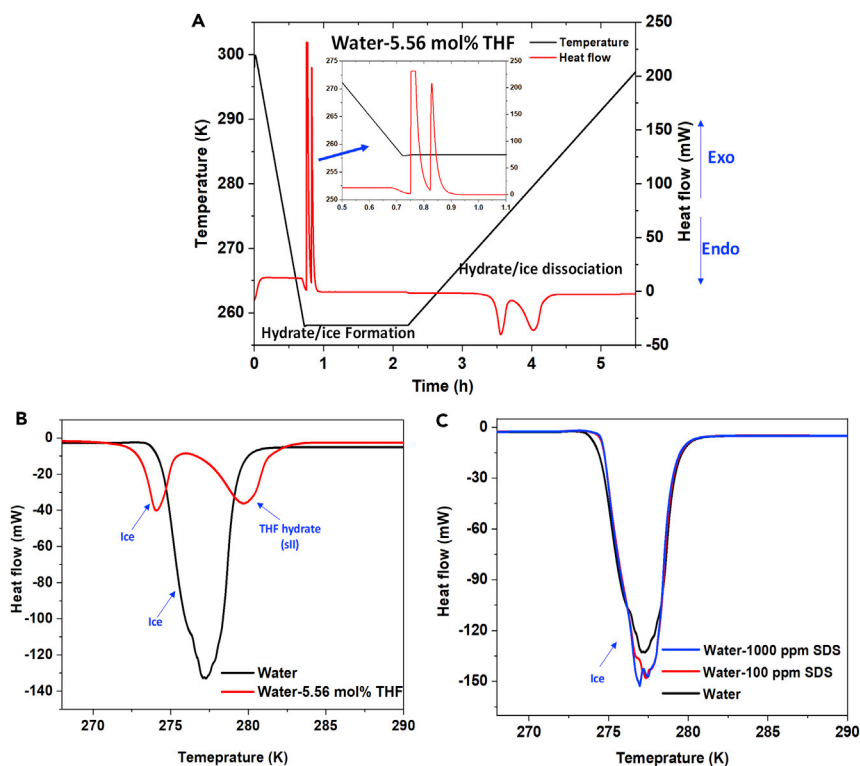 A
Water-5.56 mol% THF
Temperature
Heat flow
Temperature (K)
300
295
290
285
280
275
270
265
260
250
200
150
100
50
0
-50
Heat flow (mW)
Exo
Endo
275
270
265
260
255
250
250
200
150
100
50
0
0.5 0.6 0.7 0.8 0.9 1.0 1.1
Hydrate/ice dissociation
Hydrate/ice Formation
0 1 2 3 4 5
Time (h)
B
Heat flow (mW)
0
-20
-40
-60
-80
-100
-120
-140
Ice
THF hydrate
(sII)
Ice
Water
Water-5.56 mol% THF
270 275 280 285 290
Temeprature (K)
C
Heat flow (mW)
0
-30
-60
-90
-120
-150
Ice
Water-1000 ppm SDS
Water-100 ppm SDS
Water
270 275 280 285 290
Temeprature (K)